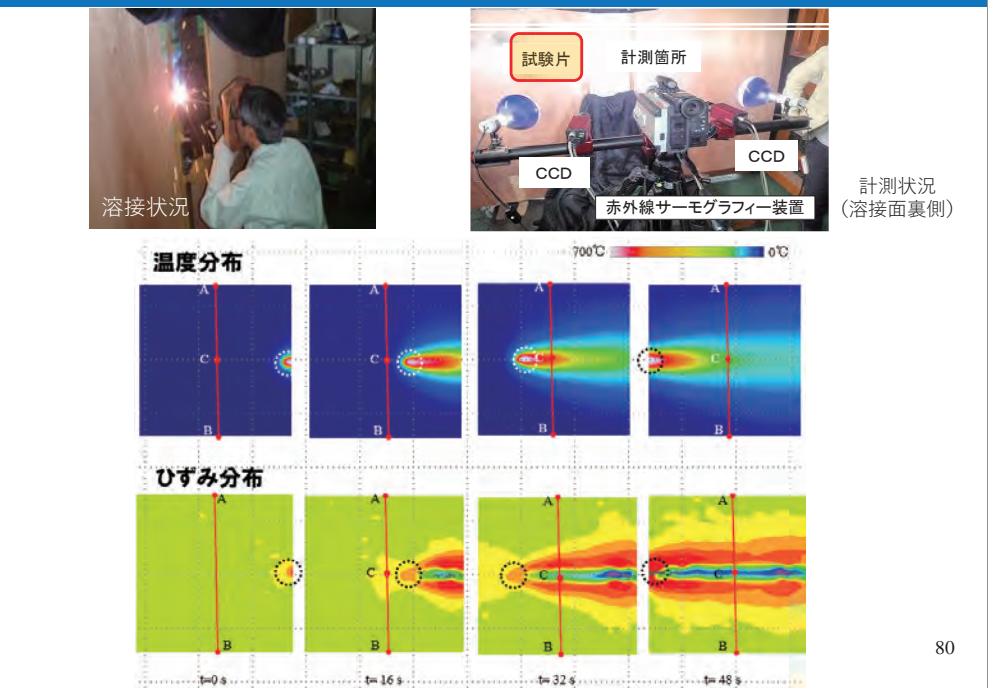 溶接状況
試験片
計測箇所
CCD
CCD
赤外線サーモグラフィー装置
計測状況
（溶接面裏側）
温度分布
700℃
0℃
A
C
B
A
C
B
A
C
B
A
C
B
ひずみ分布
A
B
A
C
B
A
C
B
A
C
B
t=0 s
t= 16 s
t= 32 s
t= 48 s
80